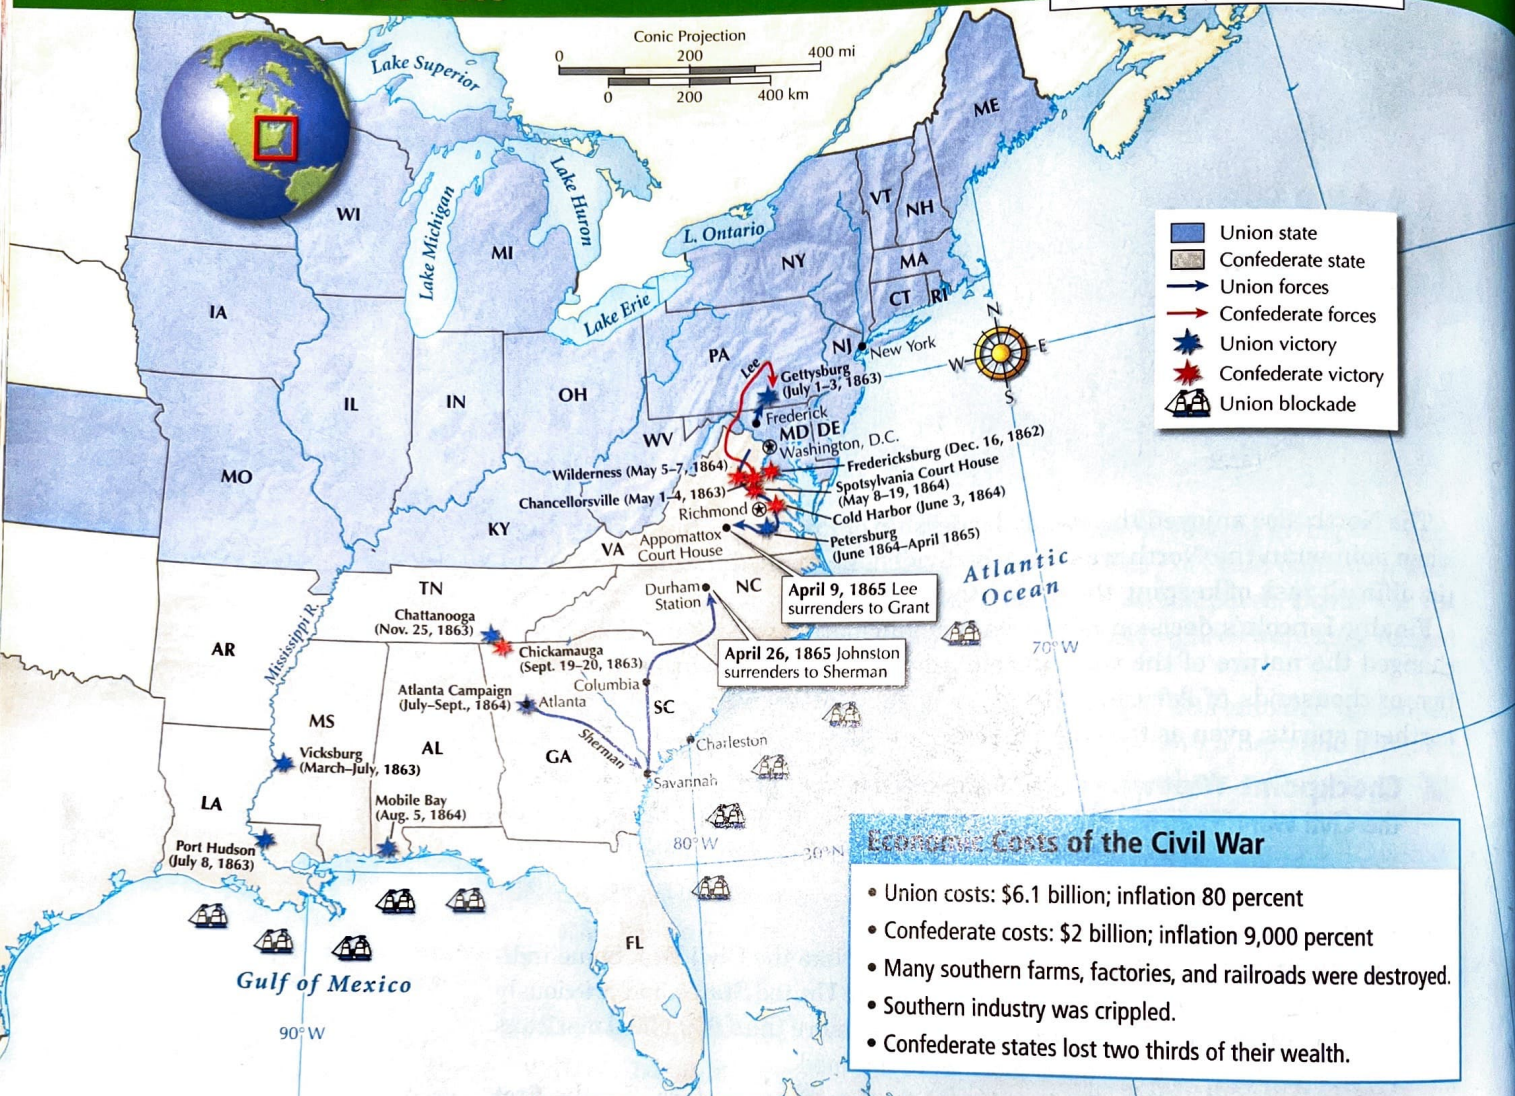 Conic Projection
0 200 400 mi
0 200 400 km
Lake Superior
Lake Michigan
Lake Huron
L. Ontario
Lake Erie
ME
VT
NH
WI
MI
NY
MA
CT
RI
IA
PA
NJ
New York
IL
IN
OH
Lee
Gettysburg
(July 1–3, 1863)
Frederick
MD
DE
WV
Washington, D.C.
MO
KY
VA
Wilderness (May 5–7, 1864)
Fredericksburg (Dec. 16, 1862)
Spotsylvania Court House
(May 8–19, 1864)
Chancellorsville (May 1–4, 1863)
Cold Harbor (June 3, 1864)
Richmond
Petersburg
(June 1864–April 1865)
Appomattox
Court House
TN
NC
Durham
Station
April 9, 1865 Lee
surrenders to Grant
April 26, 1865 Johnston
surrenders to Sherman
Chattanooga
(Nov. 25, 1863)
Chickamauga
(Sept. 19–20, 1863)
Mississippi R.
AR
Columbia
SC
Atlanta Campaign
(July–Sept., 1864)
Atlanta
Sherman
Charleston
Savannah
MS
AL
GA
Vicksburg
(March–July, 1863)
LA
Mobile Bay
(Aug. 5, 1864)
Port Hudson
(July 8, 1863)
FL
Gulf of Mexico
Atlantic
Ocean
70°W
80°W
30°N
90°W
N
W
E
S
Union state
Confederate state
Union forces
Confederate forces
Union victory
Confederate victory
Union blockade
Economic Costs of the Civil War
• Union costs: $6.1 billion; inflation 80 percent
• Confederate costs: $2 billion; inflation 9,000 percent
• Many southern farms, factories, and railroads were destroyed.
• Southern industry was crippled.
• Confederate states lost two thirds of their wealth.